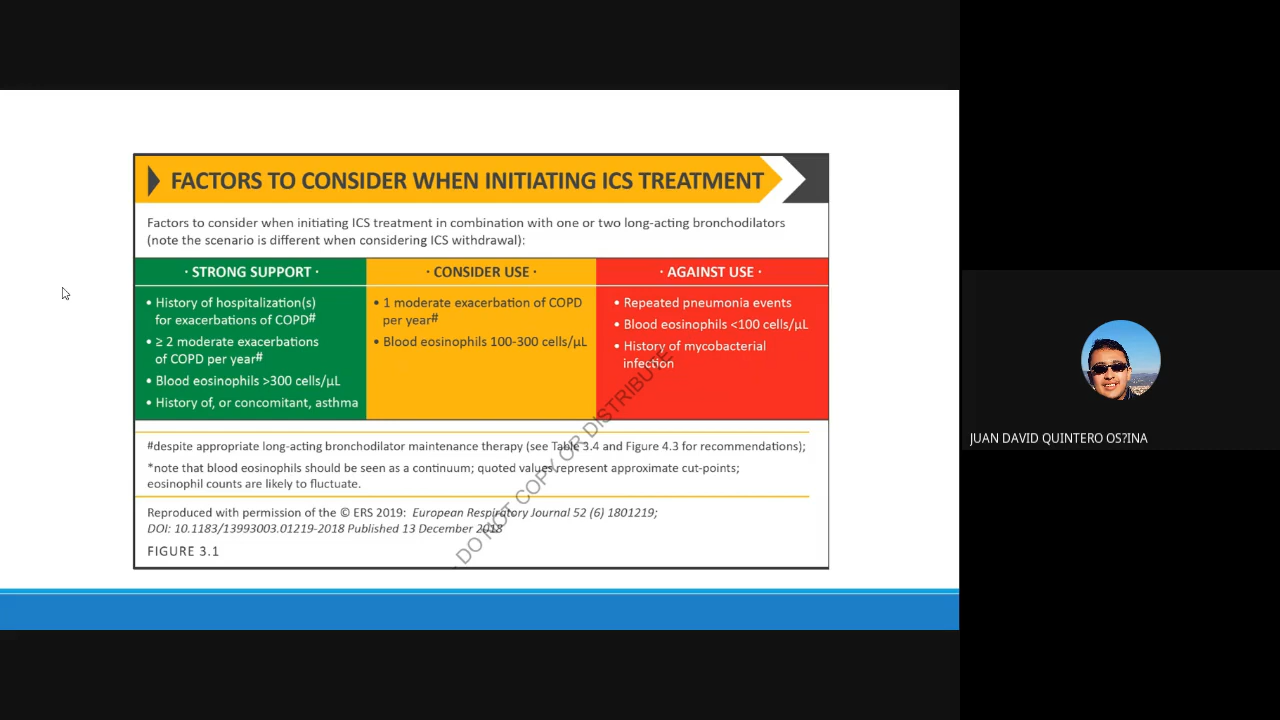 FACTORS TO CONSIDER WHEN INITIATING ICS TREATMENT
Factors to consider when initiating ICS treatment in combination with one or two long-acting bronchodilators
(note the scenario is different when considering ICS withdrawal):
· STRONG SUPPORT ·
• History of hospitalization(s)
for exacerbations of COPD#
• ≥ 2 moderate exacerbations
of COPD per year#
• Blood eosinophils >300 cells/µL
• History of, or concomitant, asthma
· CONSIDER USE ·
• 1 moderate exacerbation of COPD
per year#
• Blood eosinophils 100-300 cells/µL
· AGAINST USE ·
• Repeated pneumonia events
• Blood eosinophils <100 cells/µL
• History of mycobacterial
infection
#despite appropriate long-acting bronchodilator maintenance therapy (see Table 3.4 and Figure 4.3 for recommendations);
*note that blood eosinophils should be seen as a continuum; quoted values represent approximate cut-points;
eosinophil counts are likely to fluctuate.
Reproduced with permission of the © ERS 2019: European Respiratory Journal 52 (6) 1801219;
DOI: 10.1183/13993003.01219-2018 Published 13 December 2018
FIGURE 3.1
DO NOT COPY OR DISTRIBUTE
JUAN DAVID QUINTERO OS?INA